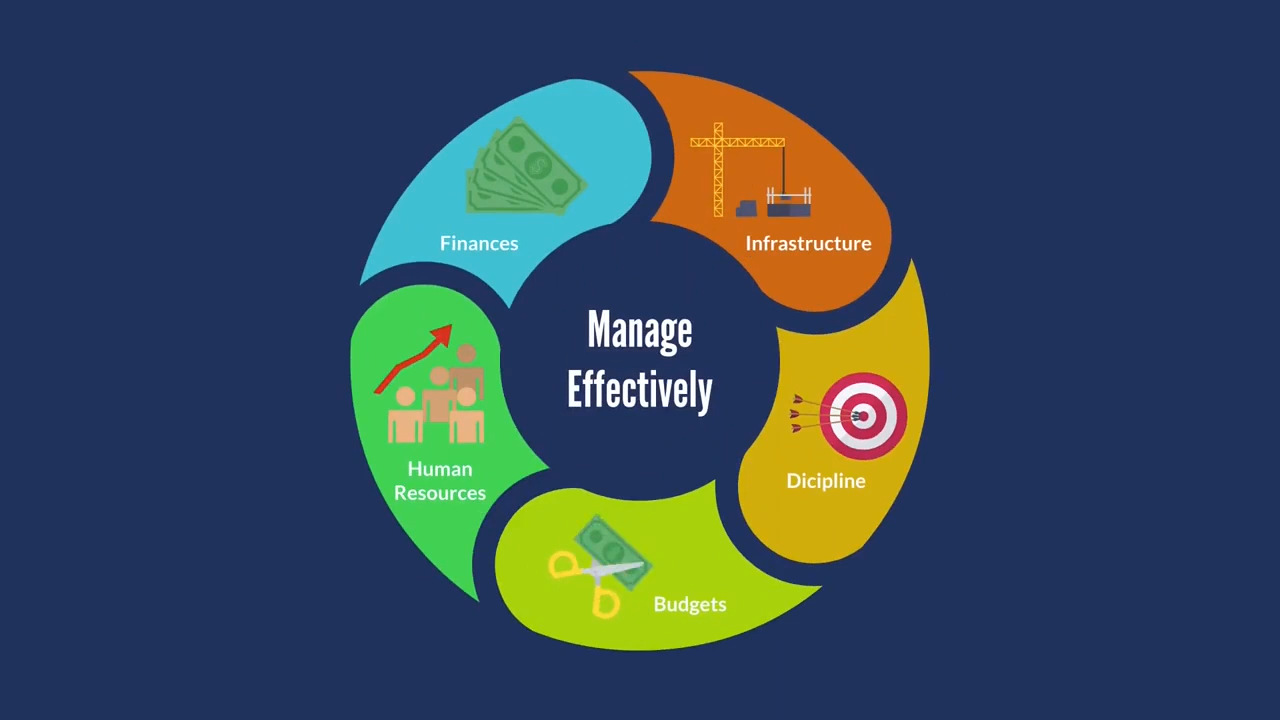 Finances
Infrastructure
Manage
Effectively
Human
Resources
Dicipline
Budgets